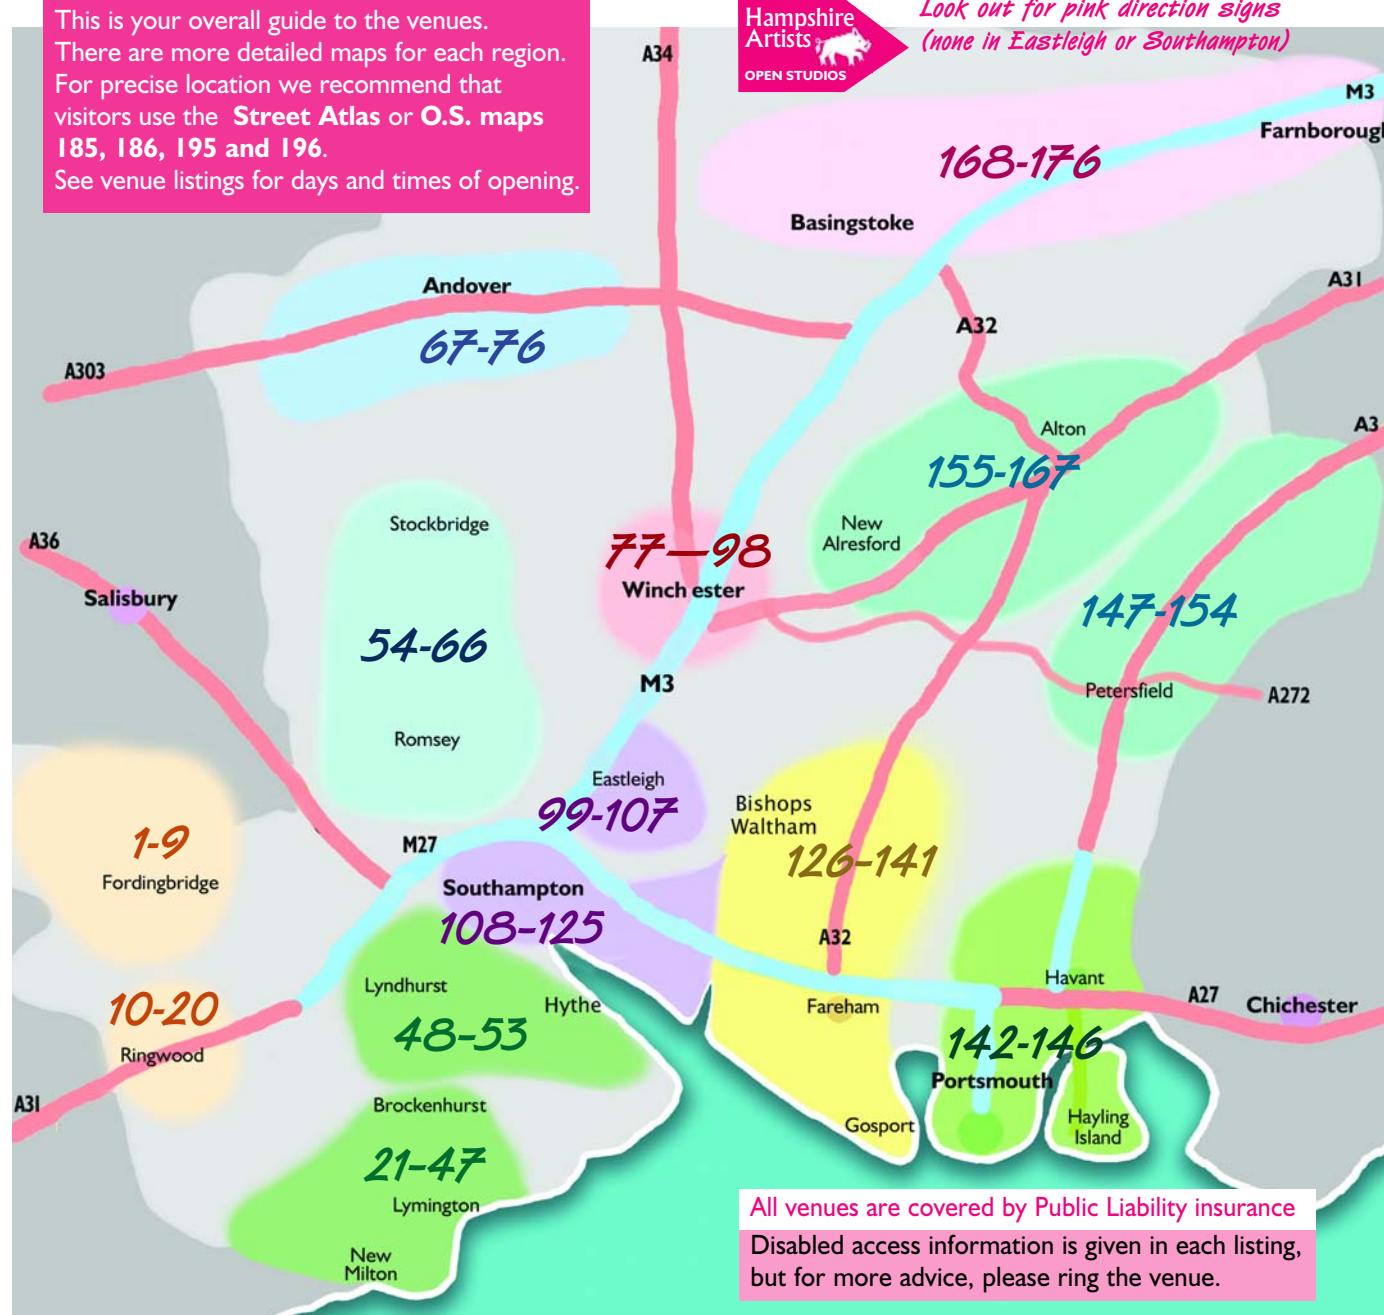 This is your overall guide to the venues.
There are more detailed maps for each region.
For precise location we recommend that
visitors use the Street Atlas or O.S. maps
185, 186, 195 and 196.
See venue listings for days and times of opening.
Hampshire
Artists
OPEN STUDIOS
Look out for pink direction signs
(none in Eastleigh or Southampton)
A34
M3
Farnborough
168-176
Basingstoke
Andover
67-76
A303
A31
A32
Alton
A3
155-167
Stockbridge
New
Alresford
A36
77—98
Winch ester
Salisbury
147-154
54-66
M3
Petersfield
A272
Romsey
Eastleigh
99-107
Bishops
Waltham
1-9
Fordingbridge
M27
126-141
Southampton
108-125
A32
Lyndhurst
Havant
Hythe
Fareham
A27
Chichester
10-20
Ringwood
48-53
142-146
Portsmouth
A31
Brockenhurst
Gosport
Hayling
Island
21-47
Lymington
New
Milton
All venues are covered by Public Liability insurance
Disabled access information is given in each listing,
but for more advice, please ring the venue.